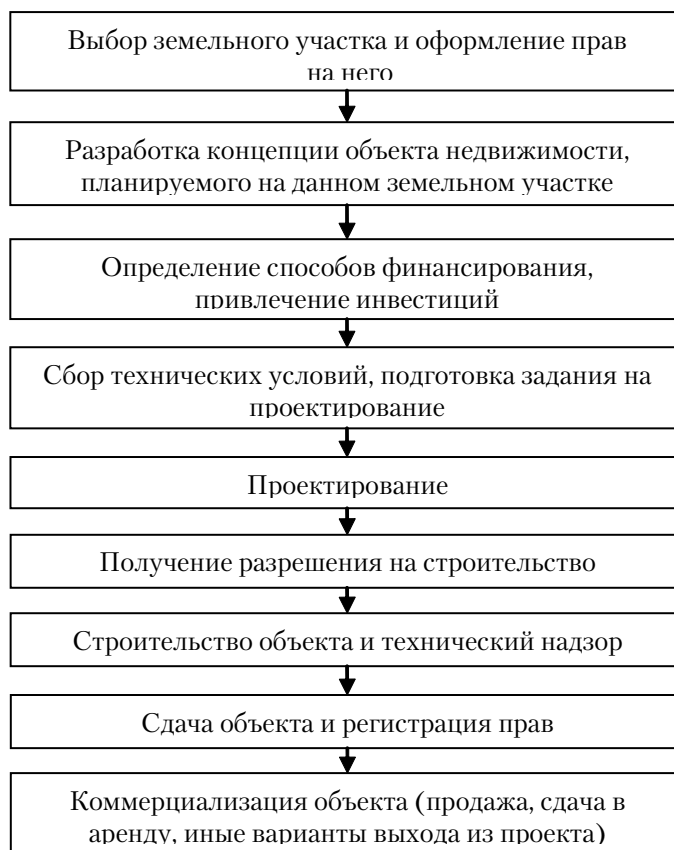 Выбор земельного участка и оформление прав
на него
Разработка концепции объекта недвижимости,
планируемого на данном земельном участке
Определение способов финансирования,
привлечение инвестиций
Сбор технических условий, подготовка задания на
проектирование
Проектирование
Получение разрешения на строительство
Строительство объекта и технический надзор
Сдача объекта и регистрация прав
Коммерциализация объекта (продажа, сдача в
аренду, иные варианты выхода из проекта)